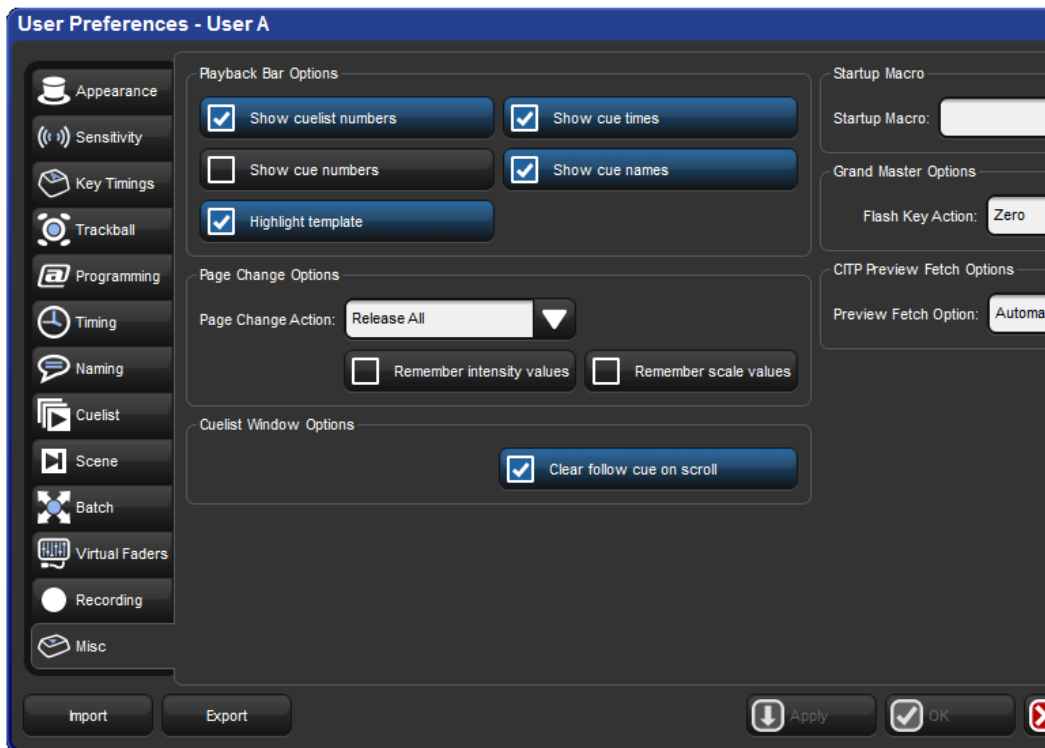 User Preferences - User A
Appearance
Sensitivity
Key Timings
Trackball
Programming
Timing
Naming
Cuelist
Scene
Batch
Virtual Faders
Recording
Misc
Playback Bar Options
Show cuelist numbers
Show cue times
Show cue numbers
Show cue names
Highlight template
Page Change Options
Page Change Action: Release All
Remember intensity values
Remember scale values
Cuelist Window Options
Clear follow cue on scroll
Startup Macro
Startup Macro:
Grand Master Options
Flash Key Action: Zero
CITP Preview Fetch Options
Preview Fetch Option: Automa
Import
Export
Apply
OK